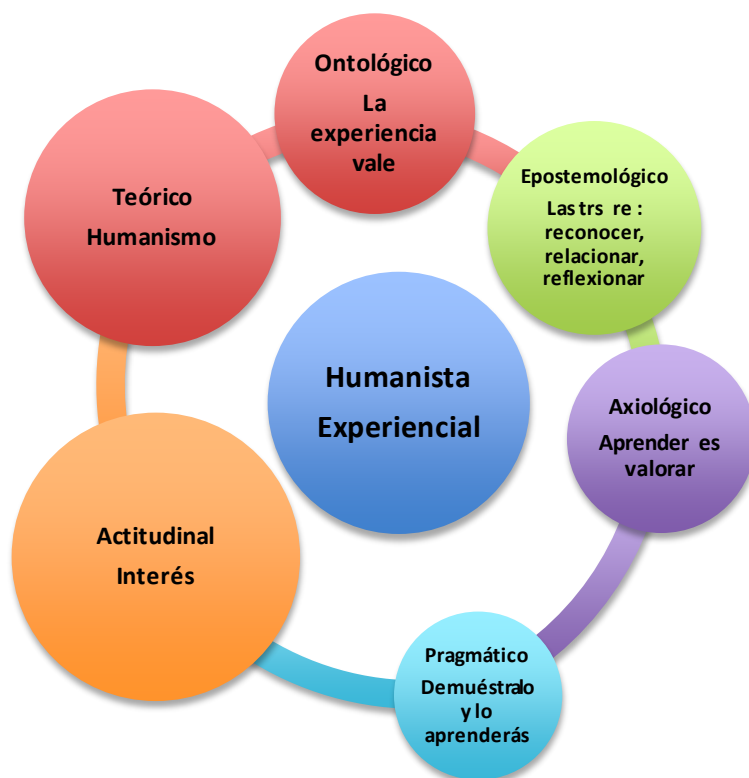 Ontológico
La
experiencia
vale
Epostemológico
Las trs re :
reconocer,
relacionar,
reflexionar
Axiológico
Aprender es
valorar
Pragmático
Demuéstralo
y lo
aprenderás
Actitudinal
Interés
Teórico
Humanismo
Humanista
Experiencial